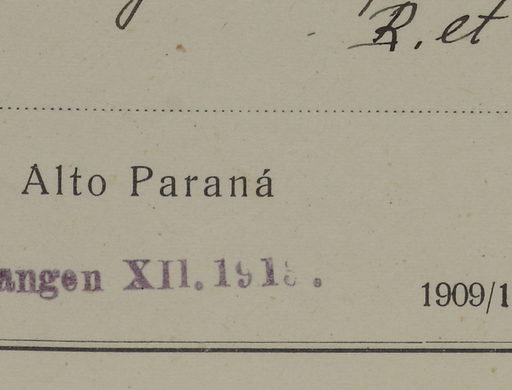 R. et
Alto Paraná
angen XII. 191
1909/1